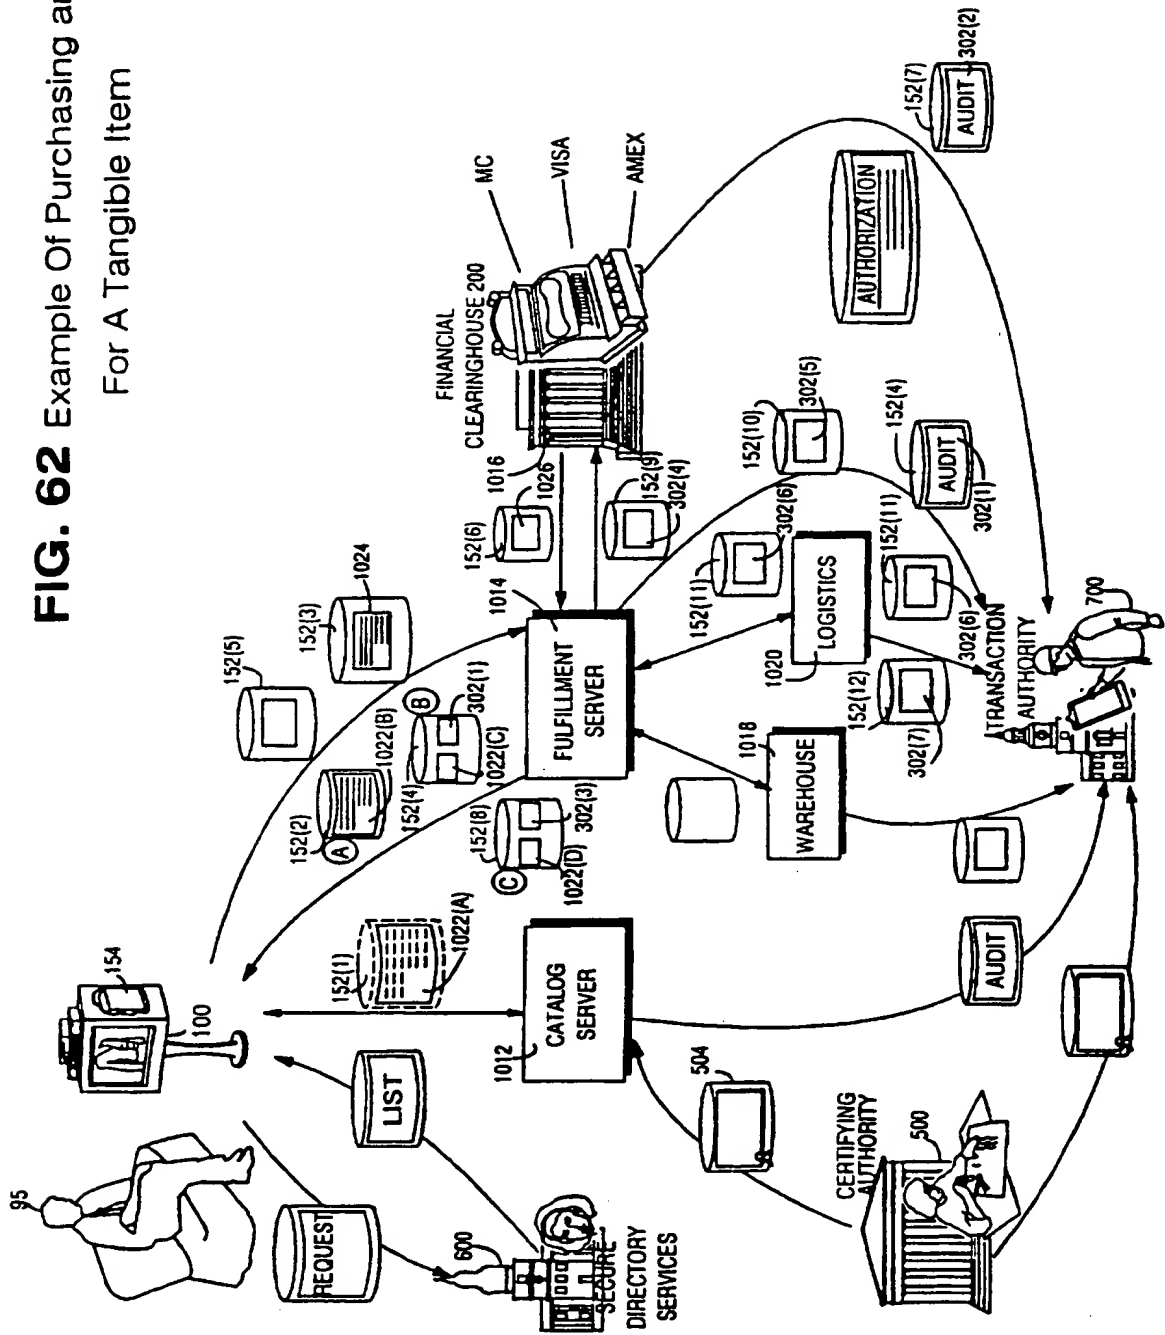 FIG. 62 Example Of Purchasing a
For A Tangible Item
95
154
100
REQUEST
600
SECURE
DIRECTORY
SERVICES
LIST
152(1)
1022(A)
1012
CATALOG
SERVER
504
CERTIFYING
AUTHORITY
500
AUDIT
152(5)
152(3)
1024
152(2)
A
1022(B)
152(4)
B
302(1)
1022(C)
152(8)
C
302(3)
1022(D)
1014
FULFILLMENT
SERVER
152(6)
1026
1016
152(9)
302(4)
FINANCIAL
CLEARINGHOUSE 200
MC
VISA
AMEX
1018
WAREHOUSE
152(11)
302(6)
1020
LOGISTICS
152(10)
302(5)
152(12)
302(7)
152(11)
302(6)
152(4)
AUDIT
302(1)
AUTHORIZATION
152(7)
AUDIT
302(2)
TRANSACTION
AUTHORITY
700